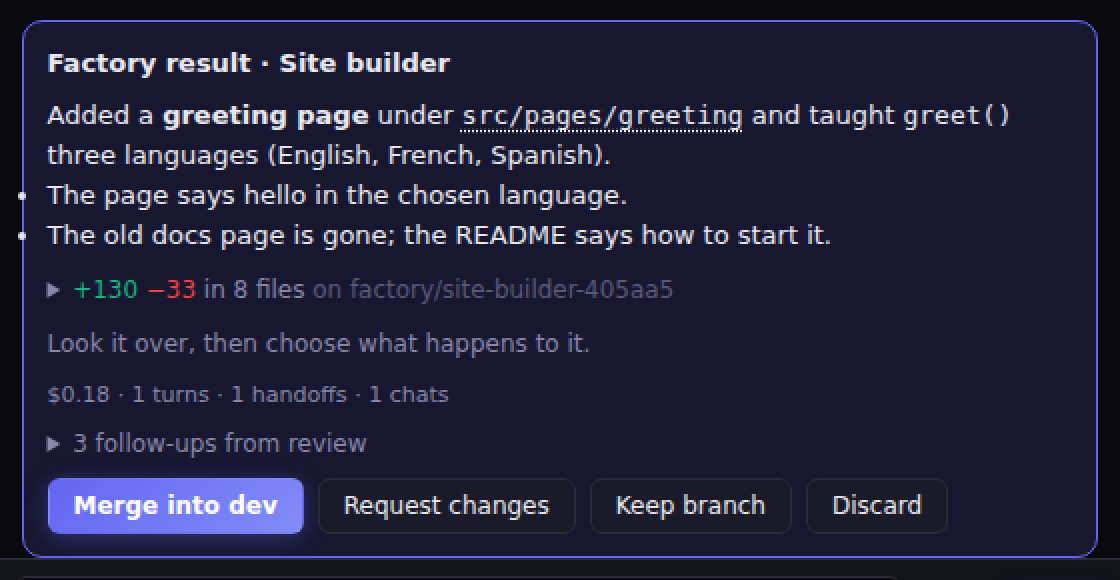 Factory result · Site builder
Added a greeting page under src/pages/greeting and taught greet()
three languages (English, French, Spanish).
• The page says hello in the chosen language.
• The old docs page is gone; the README says how to start it.
▶ +130 −33 in 8 files on factory/site-builder-405aa5
Look it over, then choose what happens to it.
$0.18 · 1 turns · 1 handoffs · 1 chats
▶ 3 follow-ups from review
Merge into dev Request changes Keep branch Discard